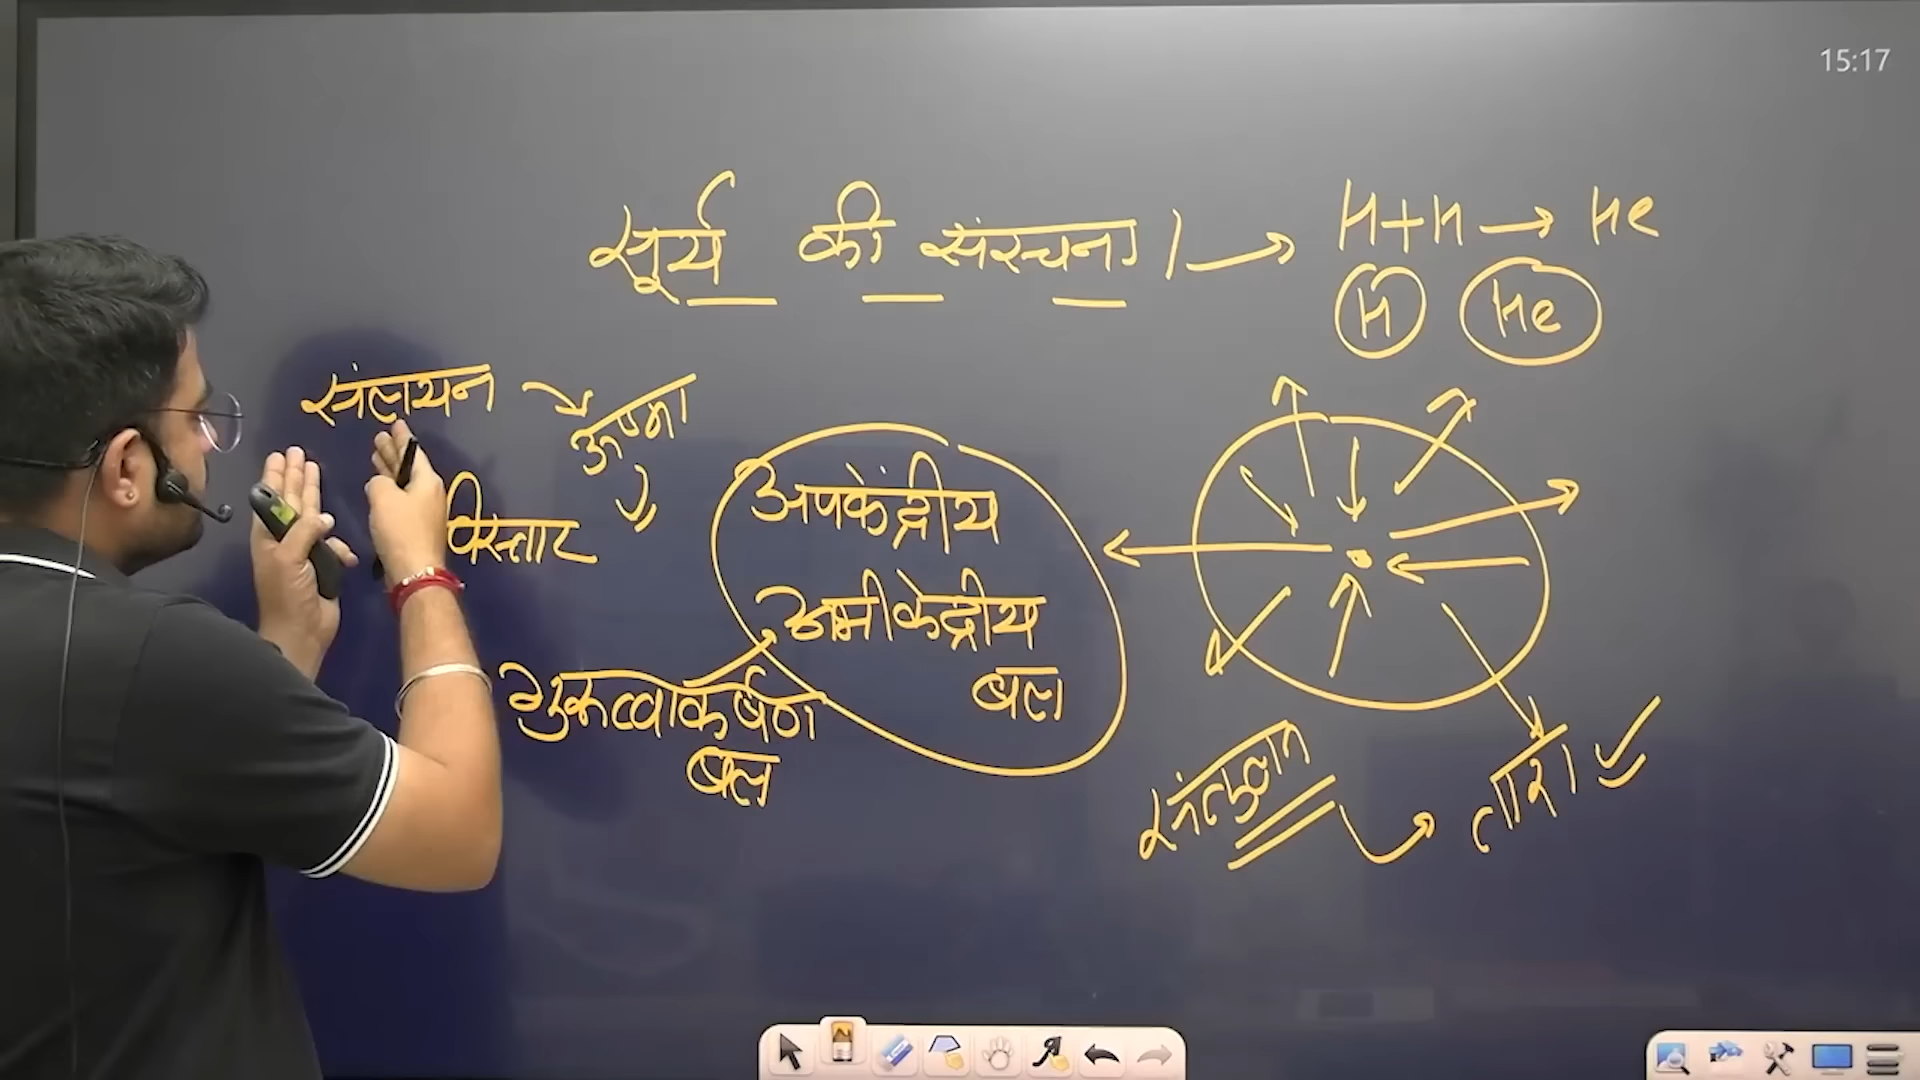 15:17
सूर्य की संरचना। → H+H → He
H He
संलयन
ऊष्मा
विस्तार
अपकेंद्रीय
अभीकेंद्रीय
बल
गुरुत्वाकर्षण
बल
संतुलन
तारा